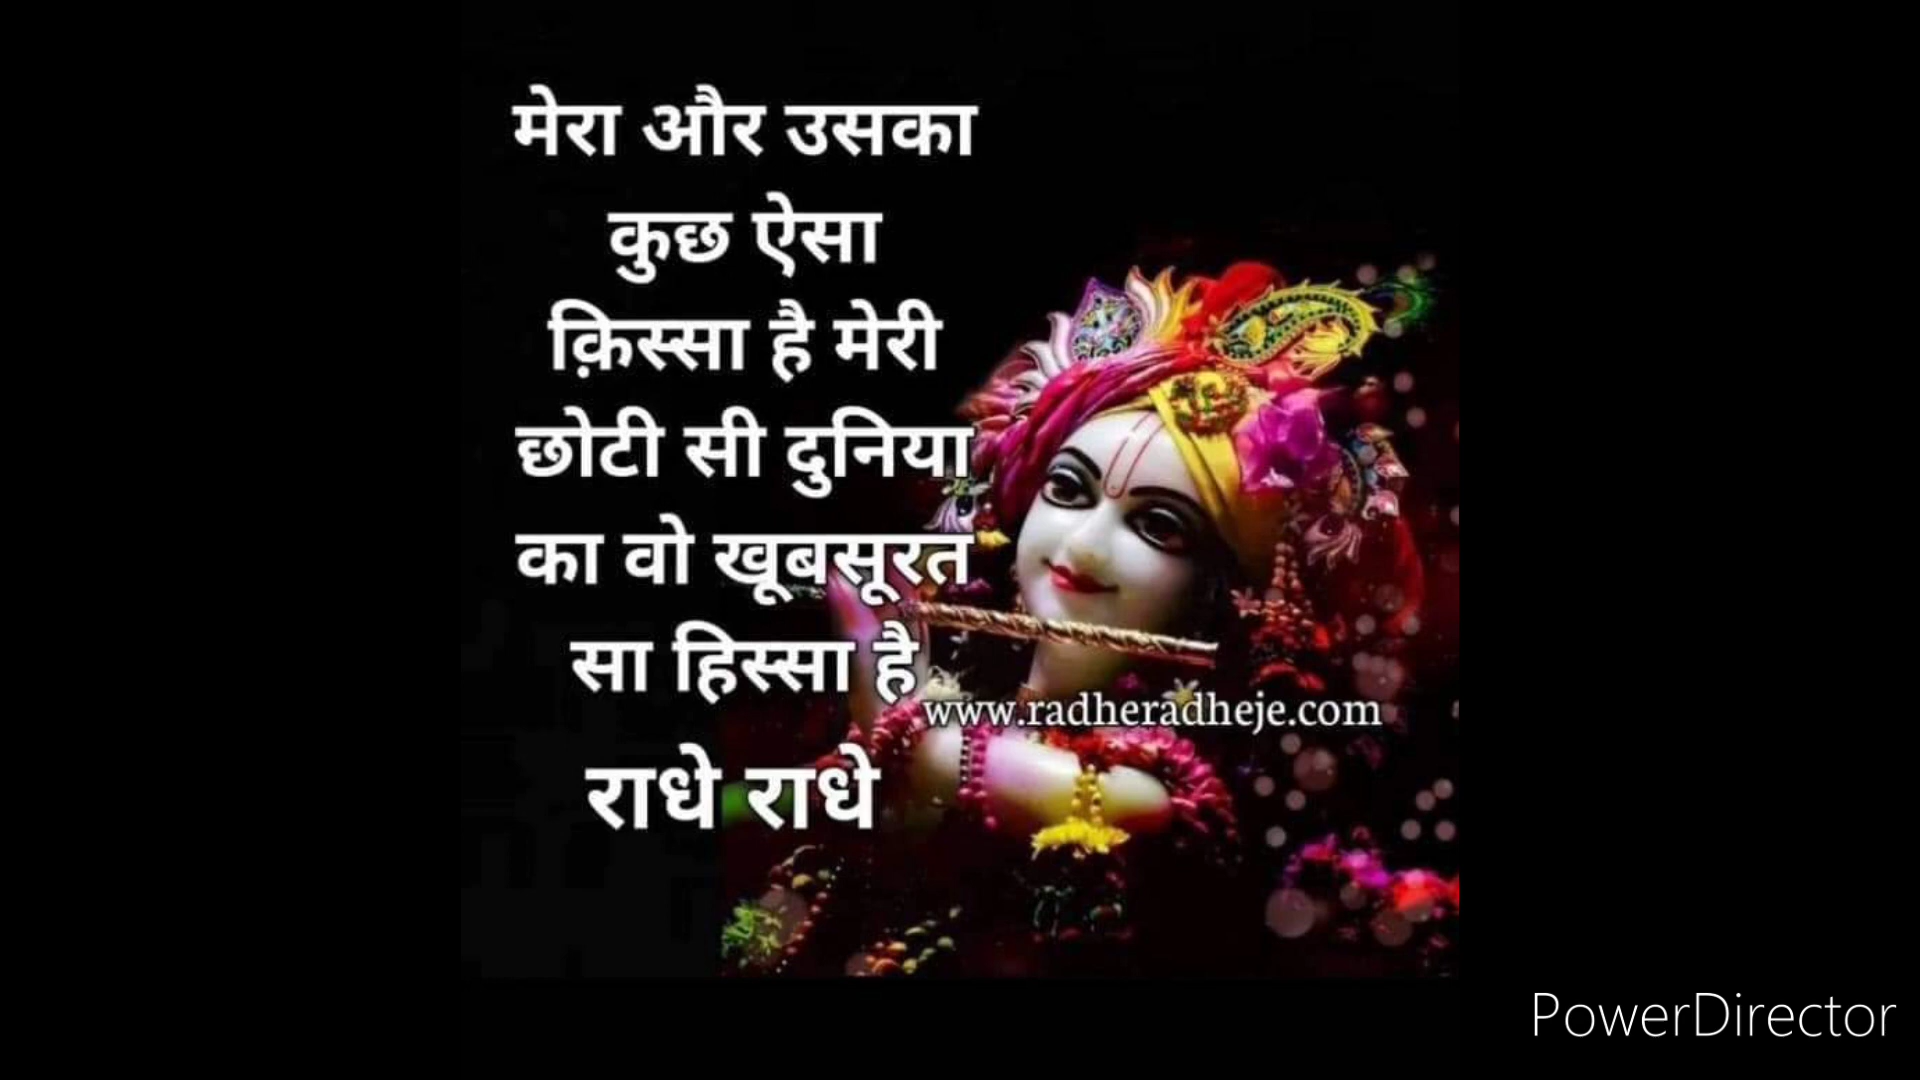 मेरा और उसका
कुछ ऐसा
क़िस्सा है मेरी
छोटी सी दुनिया
का वो खूबसूरत
सा हिस्सा है
www.radheradheje.com
राधे राधे
PowerDirector